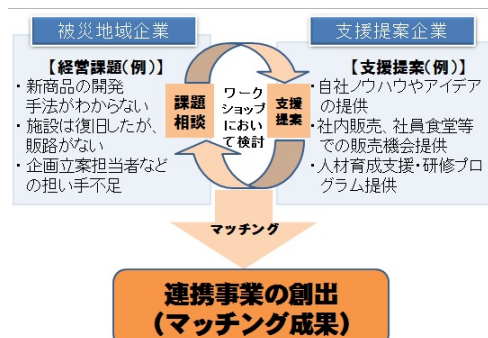 被災地域企業
【経営課題(例)】
・新商品の開発
手法がわからない
・施設は復旧したが、
販路がない
・企画立案担当者など
の担い手不足
課題
相談
ワーク
ショップ
におい
て検討
支援
提案
支援提案企業
【支援提案(例)】
・自社ノウハウやアイデア
の提供
・社内販売、社員食堂等
での販売機会提供
・人材育成支援・研修プロ
グラム提供
マッチング
連携事業の創出
（マッチング成果）